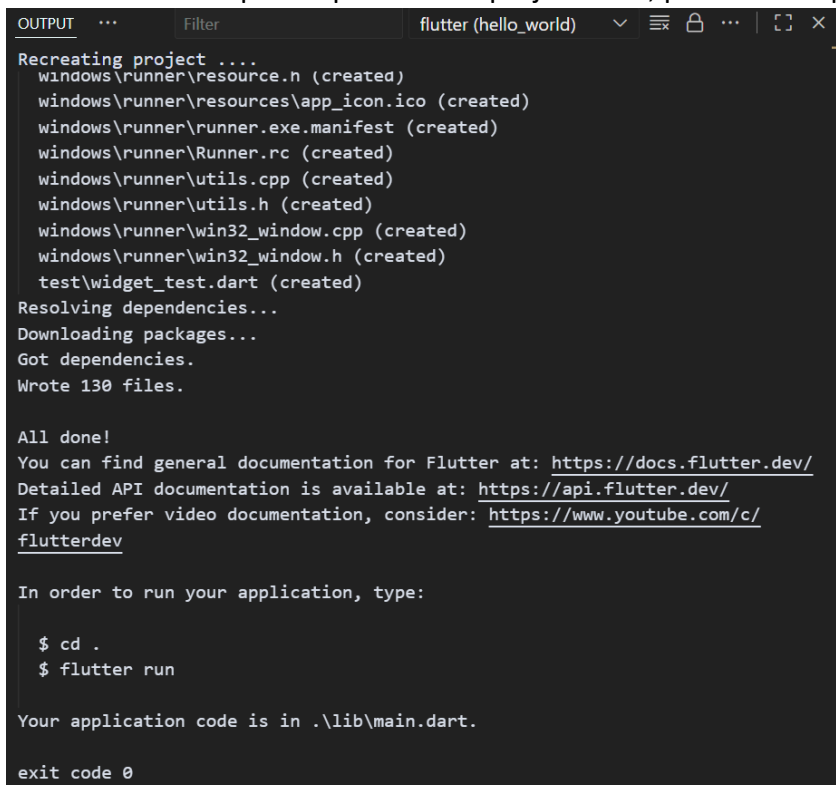 OUTPUT ··· Filter flutter (hello_world)
Recreating project ....
windows\runner\resource.h (created)
windows\runner\resources\app_icon.ico (created)
windows\runner\runner.exe.manifest (created)
windows\runner\Runner.rc (created)
windows\runner\utils.cpp (created)
windows\runner\utils.h (created)
windows\runner\win32_window.cpp (created)
windows\runner\win32_window.h (created)
test\widget_test.dart (created)
Resolving dependencies...
Downloading packages...
Got dependencies.
Wrote 130 files.
All done!
You can find general documentation for Flutter at: https://docs.flutter.dev/
Detailed API documentation is available at: https://api.flutter.dev/
If you prefer video documentation, consider: https://www.youtube.com/c/
flutterdev
In order to run your application, type:
$ cd .
$ flutter run
Your application code is in .\lib\main.dart.
exit code 0